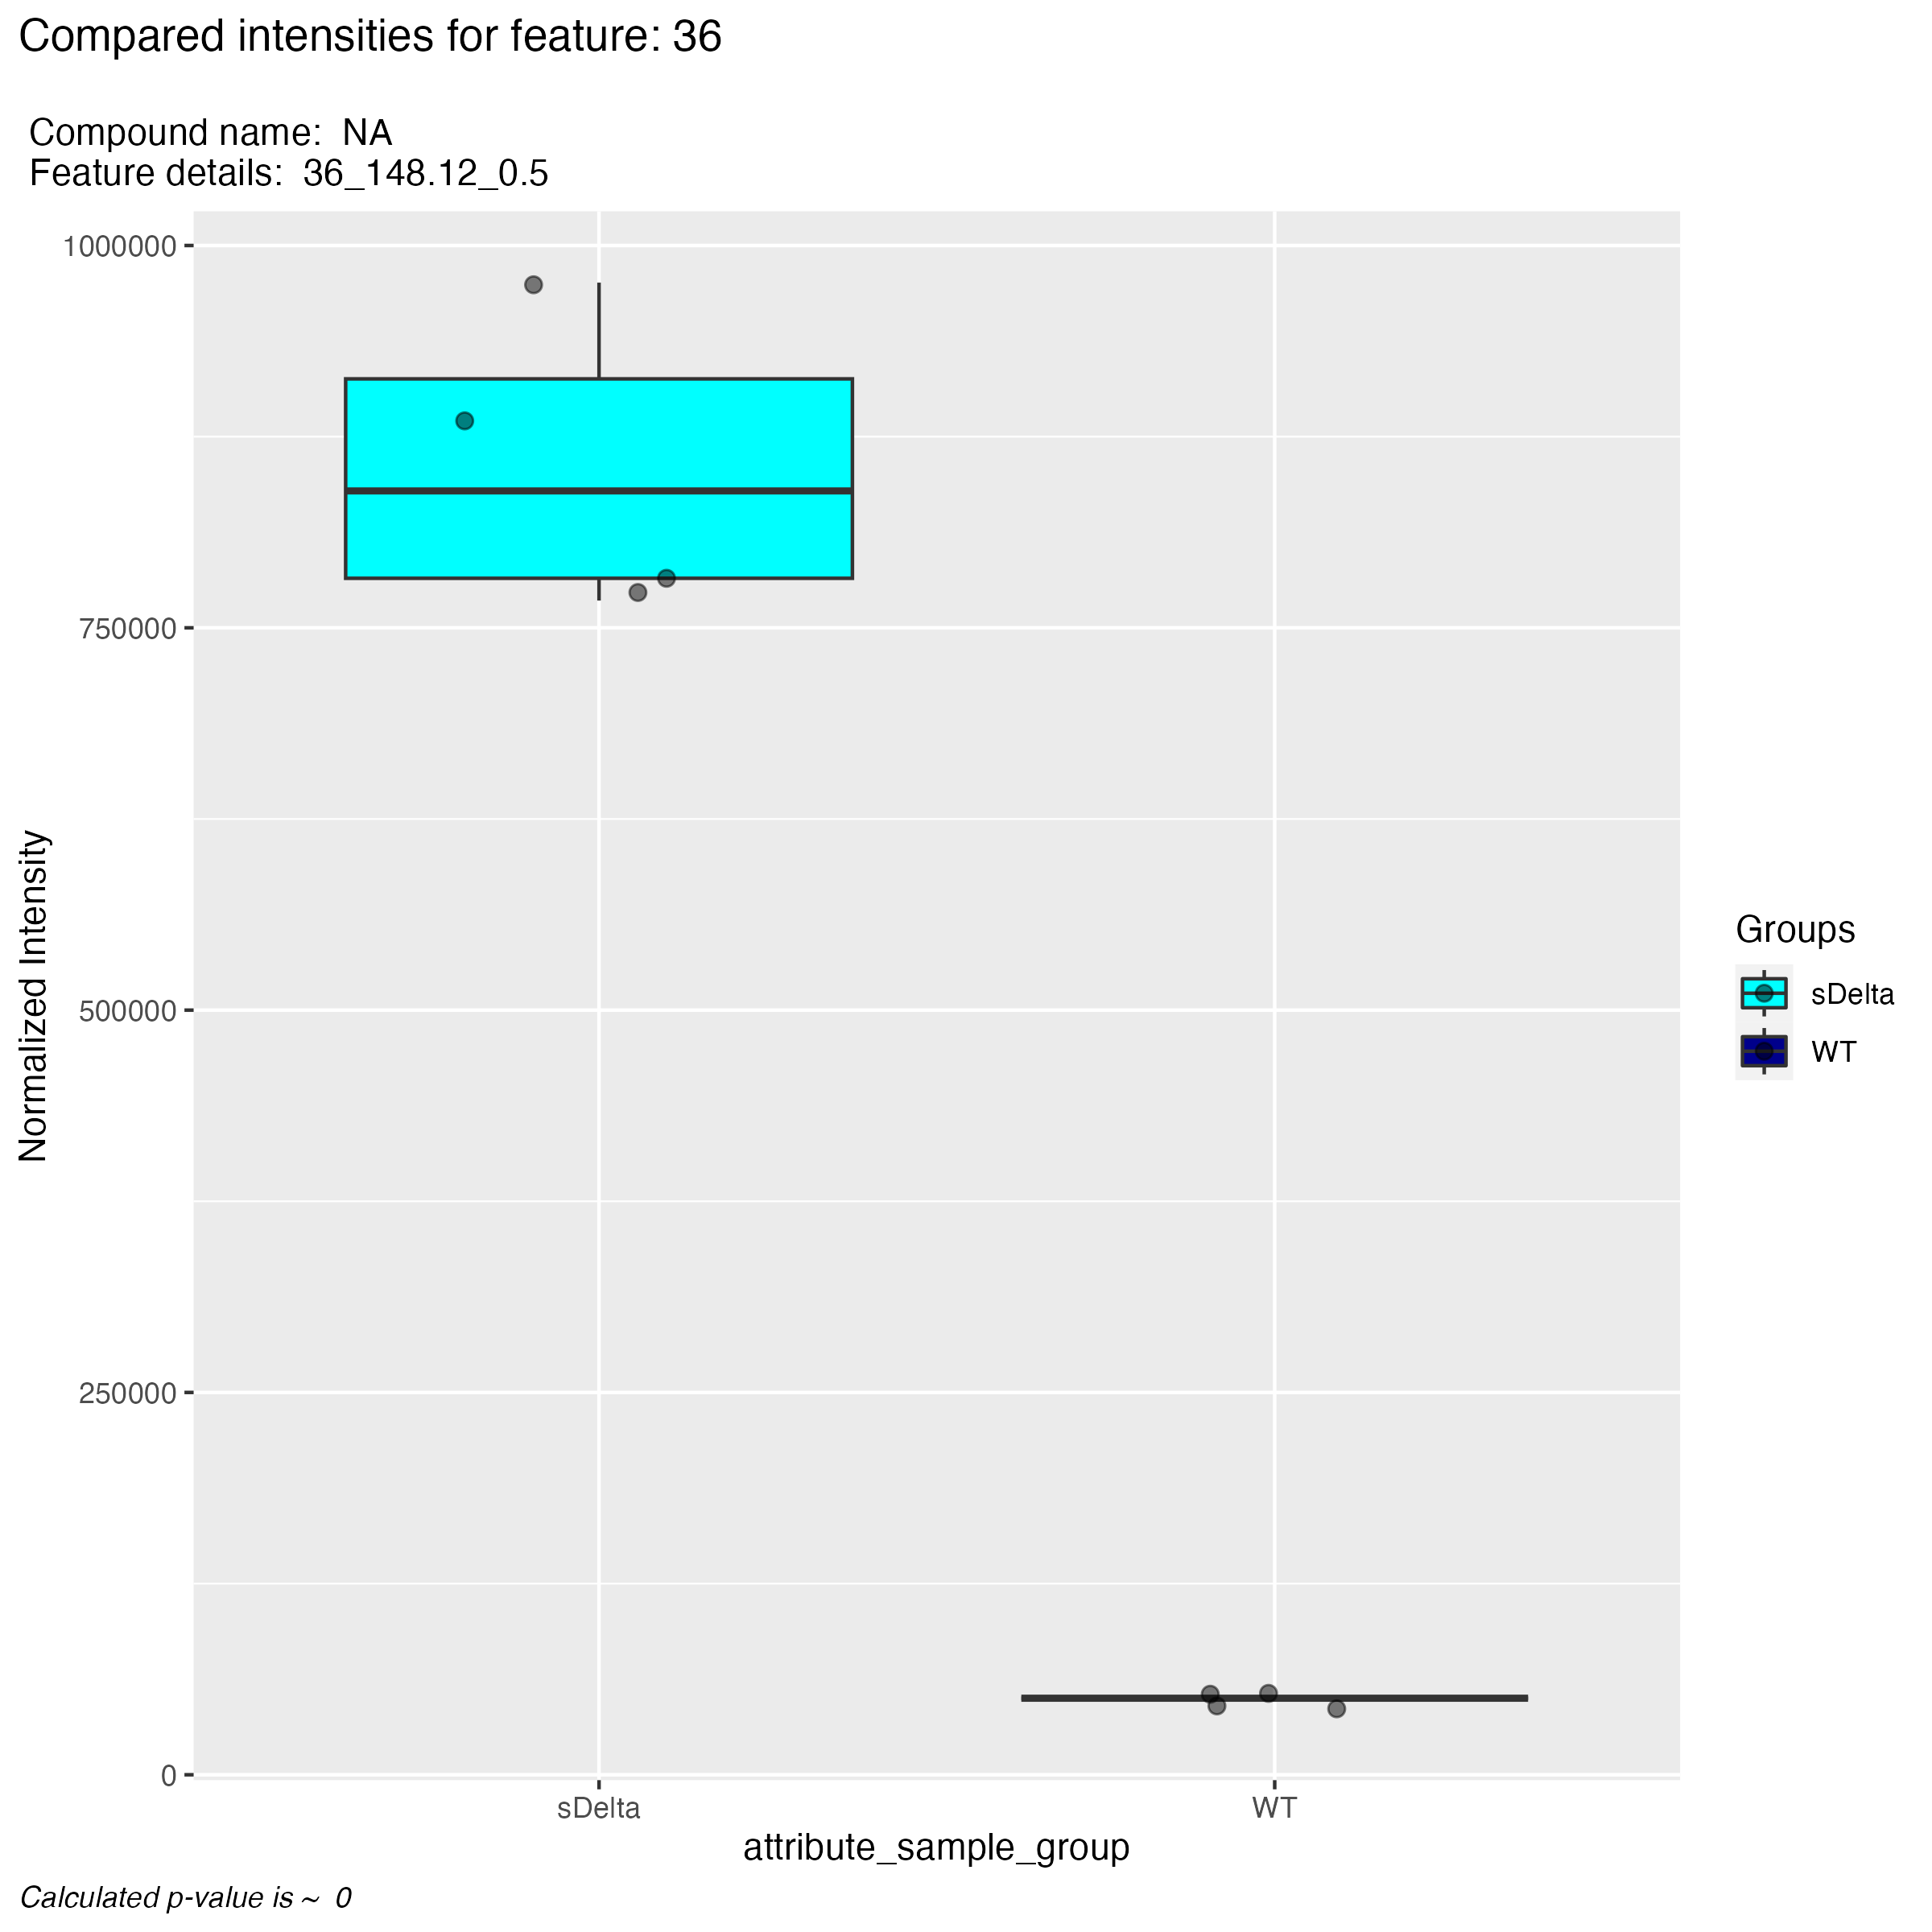 Compared intensities for feature: 36
Compound name:  NA
Feature details:  36_148.12_0.5
1000000
750000
500000
250000
0
Normalized Intensity
sDelta
WT
attribute_sample_group
Groups
sDelta
WT
Calculated p-value is ~  0